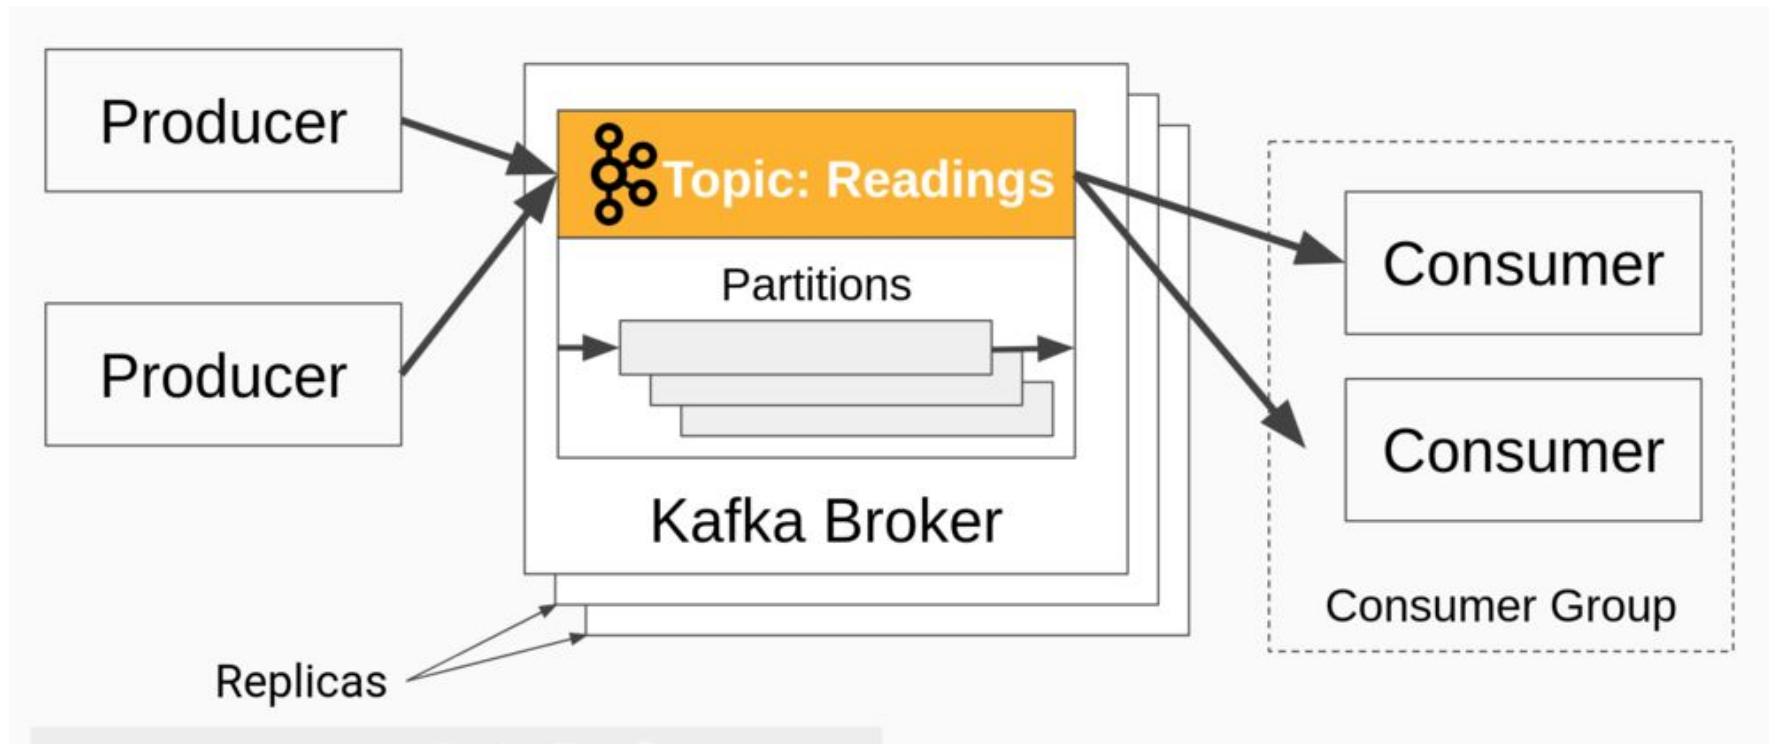 Producer
Producer
Topic: Readings
Partitions
Kafka Broker
Replicas
Consumer
Consumer
Consumer Group